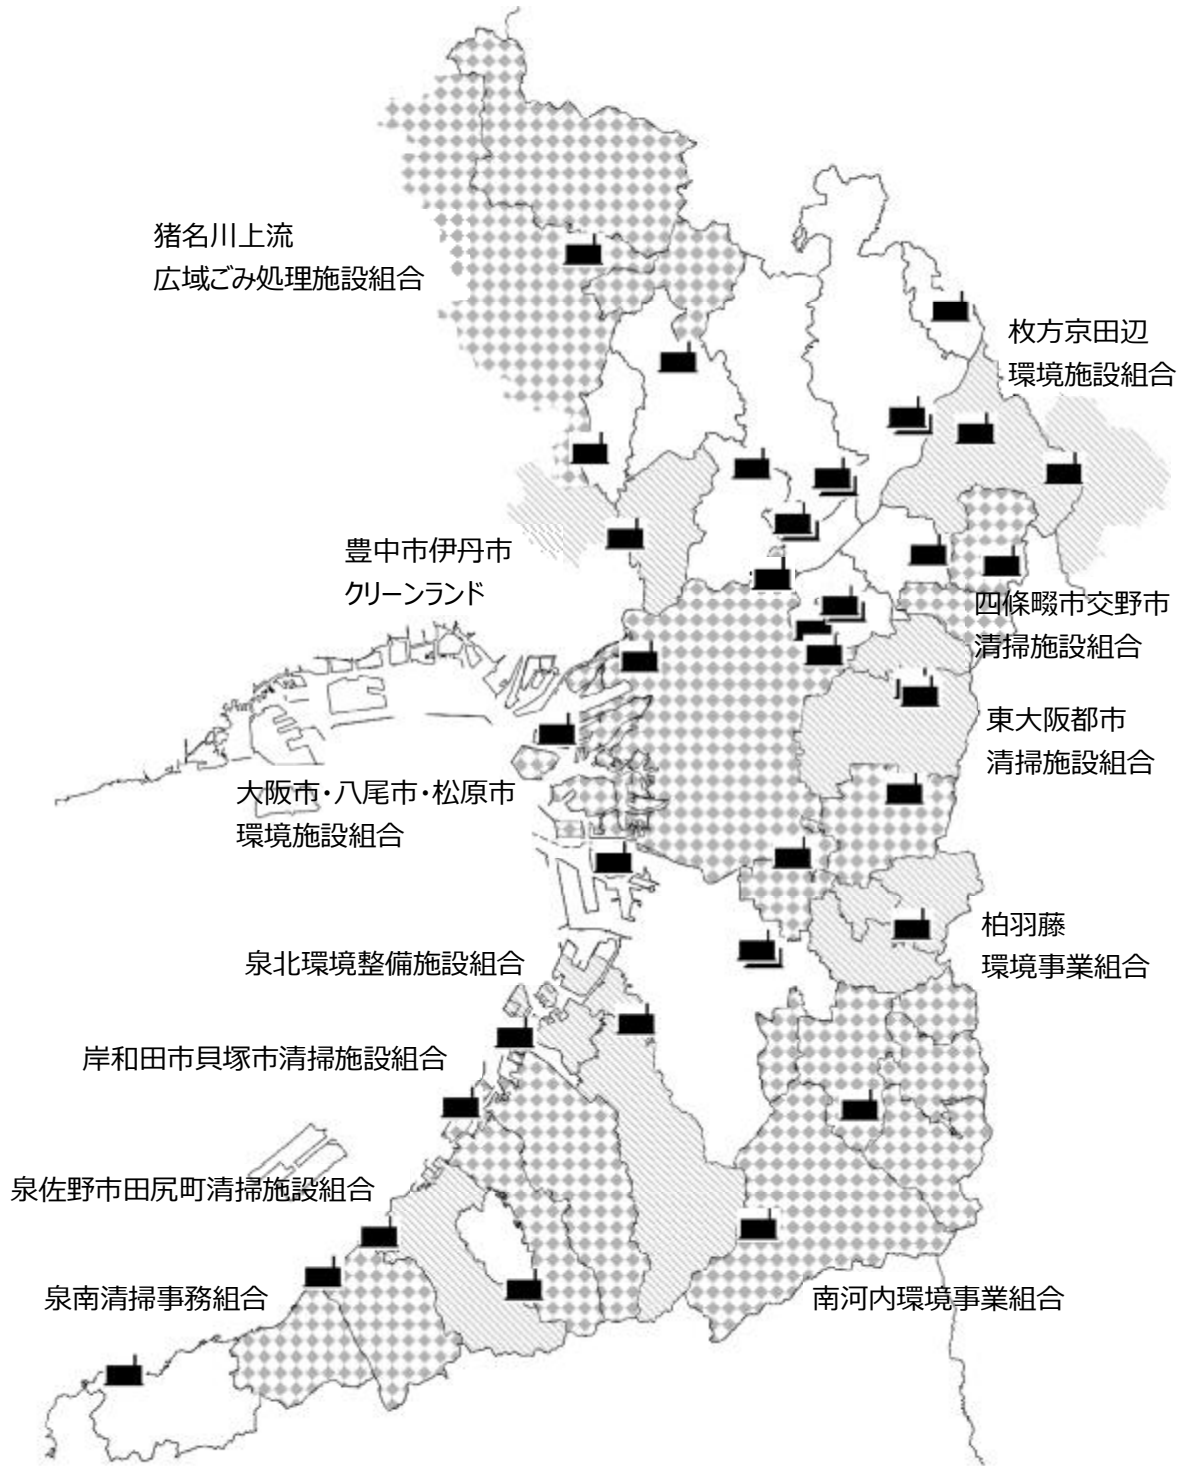 猪名川上流
広域ごみ処理施設組合
枚方京田辺
環境施設組合
豊中市伊丹市
クリーンランド
四條畷市交野市
清掃施設組合
東大阪都市
清掃施設組合
大阪市・八尾市・松原市
環境施設組合
柏羽藤
環境事業組合
泉北環境整備施設組合
岸和田市貝塚市清掃施設組合
泉佐野市田尻町清掃施設組合
泉南清掃事務組合
南河内環境事業組合